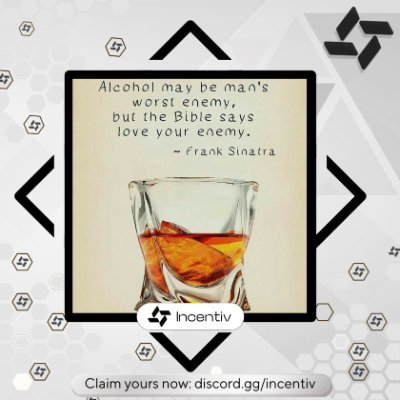 Alcohol may be man's
worst enemy,
but the Bible says
love your enemy.
~ Frank Sinatra
Incentiv
Claim yours now: discord.gg/incentiv